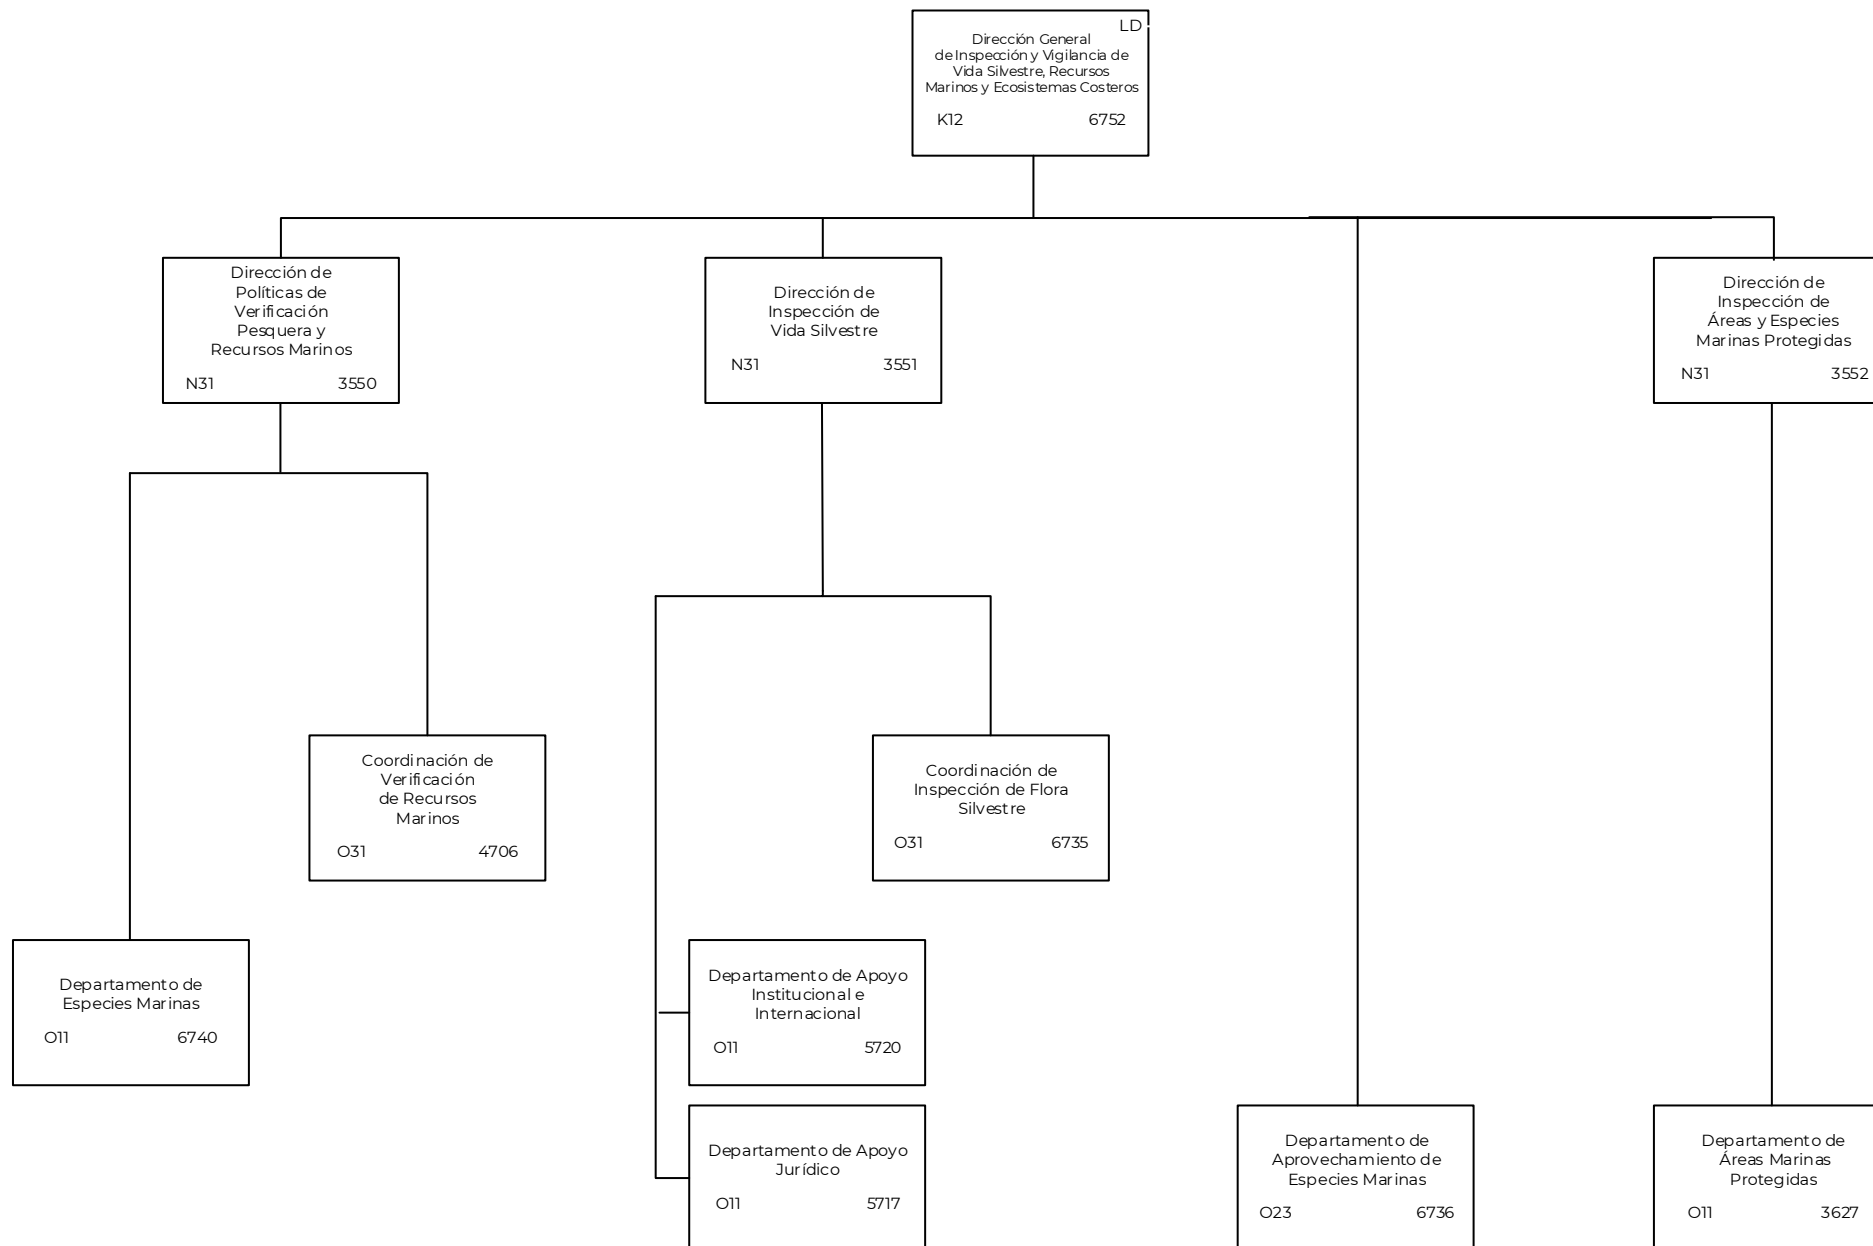 LD
Dirección General
de Inspección y Vigilancia de
Vida Silvestre, Recursos
Marinos y Ecosistemas Costeros
K12 6752
Dirección de
Políticas de
Verificación
Pesquera y
Recursos Marinos
N31 3550
Dirección de
Inspección de
Vida Silvestre
N31 3551
Dirección de
Inspección de
Áreas y Especies
Marinas Protegidas
N31 3552
Coordinación de
Verificación
de Recursos
Marinos
O31 4706
Coordinación de
Inspección de Flora
Silvestre
O31 6735
Departamento de
Especies Marinas
O11 6740
Departamento de Apoyo
Institucional e
Internacional
O11 5720
Departamento de Apoyo
Jurídico
O11 5717
Departamento de
Aprovechamiento de
Especies Marinas
O23 6736
Departamento de
Áreas Marinas
Protegidas
O11 3627